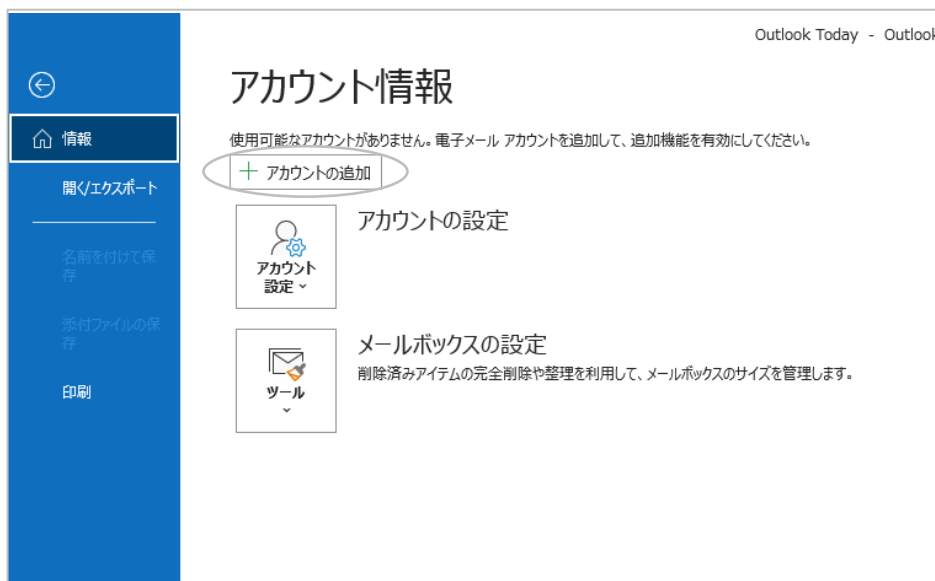 Outlook Today - Outlook
アカウント情報
情報
使用可能なアカウントがありません。電子メール アカウントを追加して、追加機能を有効にしてください。
アカウントの追加
開く/エクスポート
アカウントの設定
名前を付けて保
存
アカウント
設定
添付ファイルの保
存
メールボックスの設定
削除済みアイテムの完全削除や整理を利用して、メールボックスのサイズを管理します。
ツール
印刷